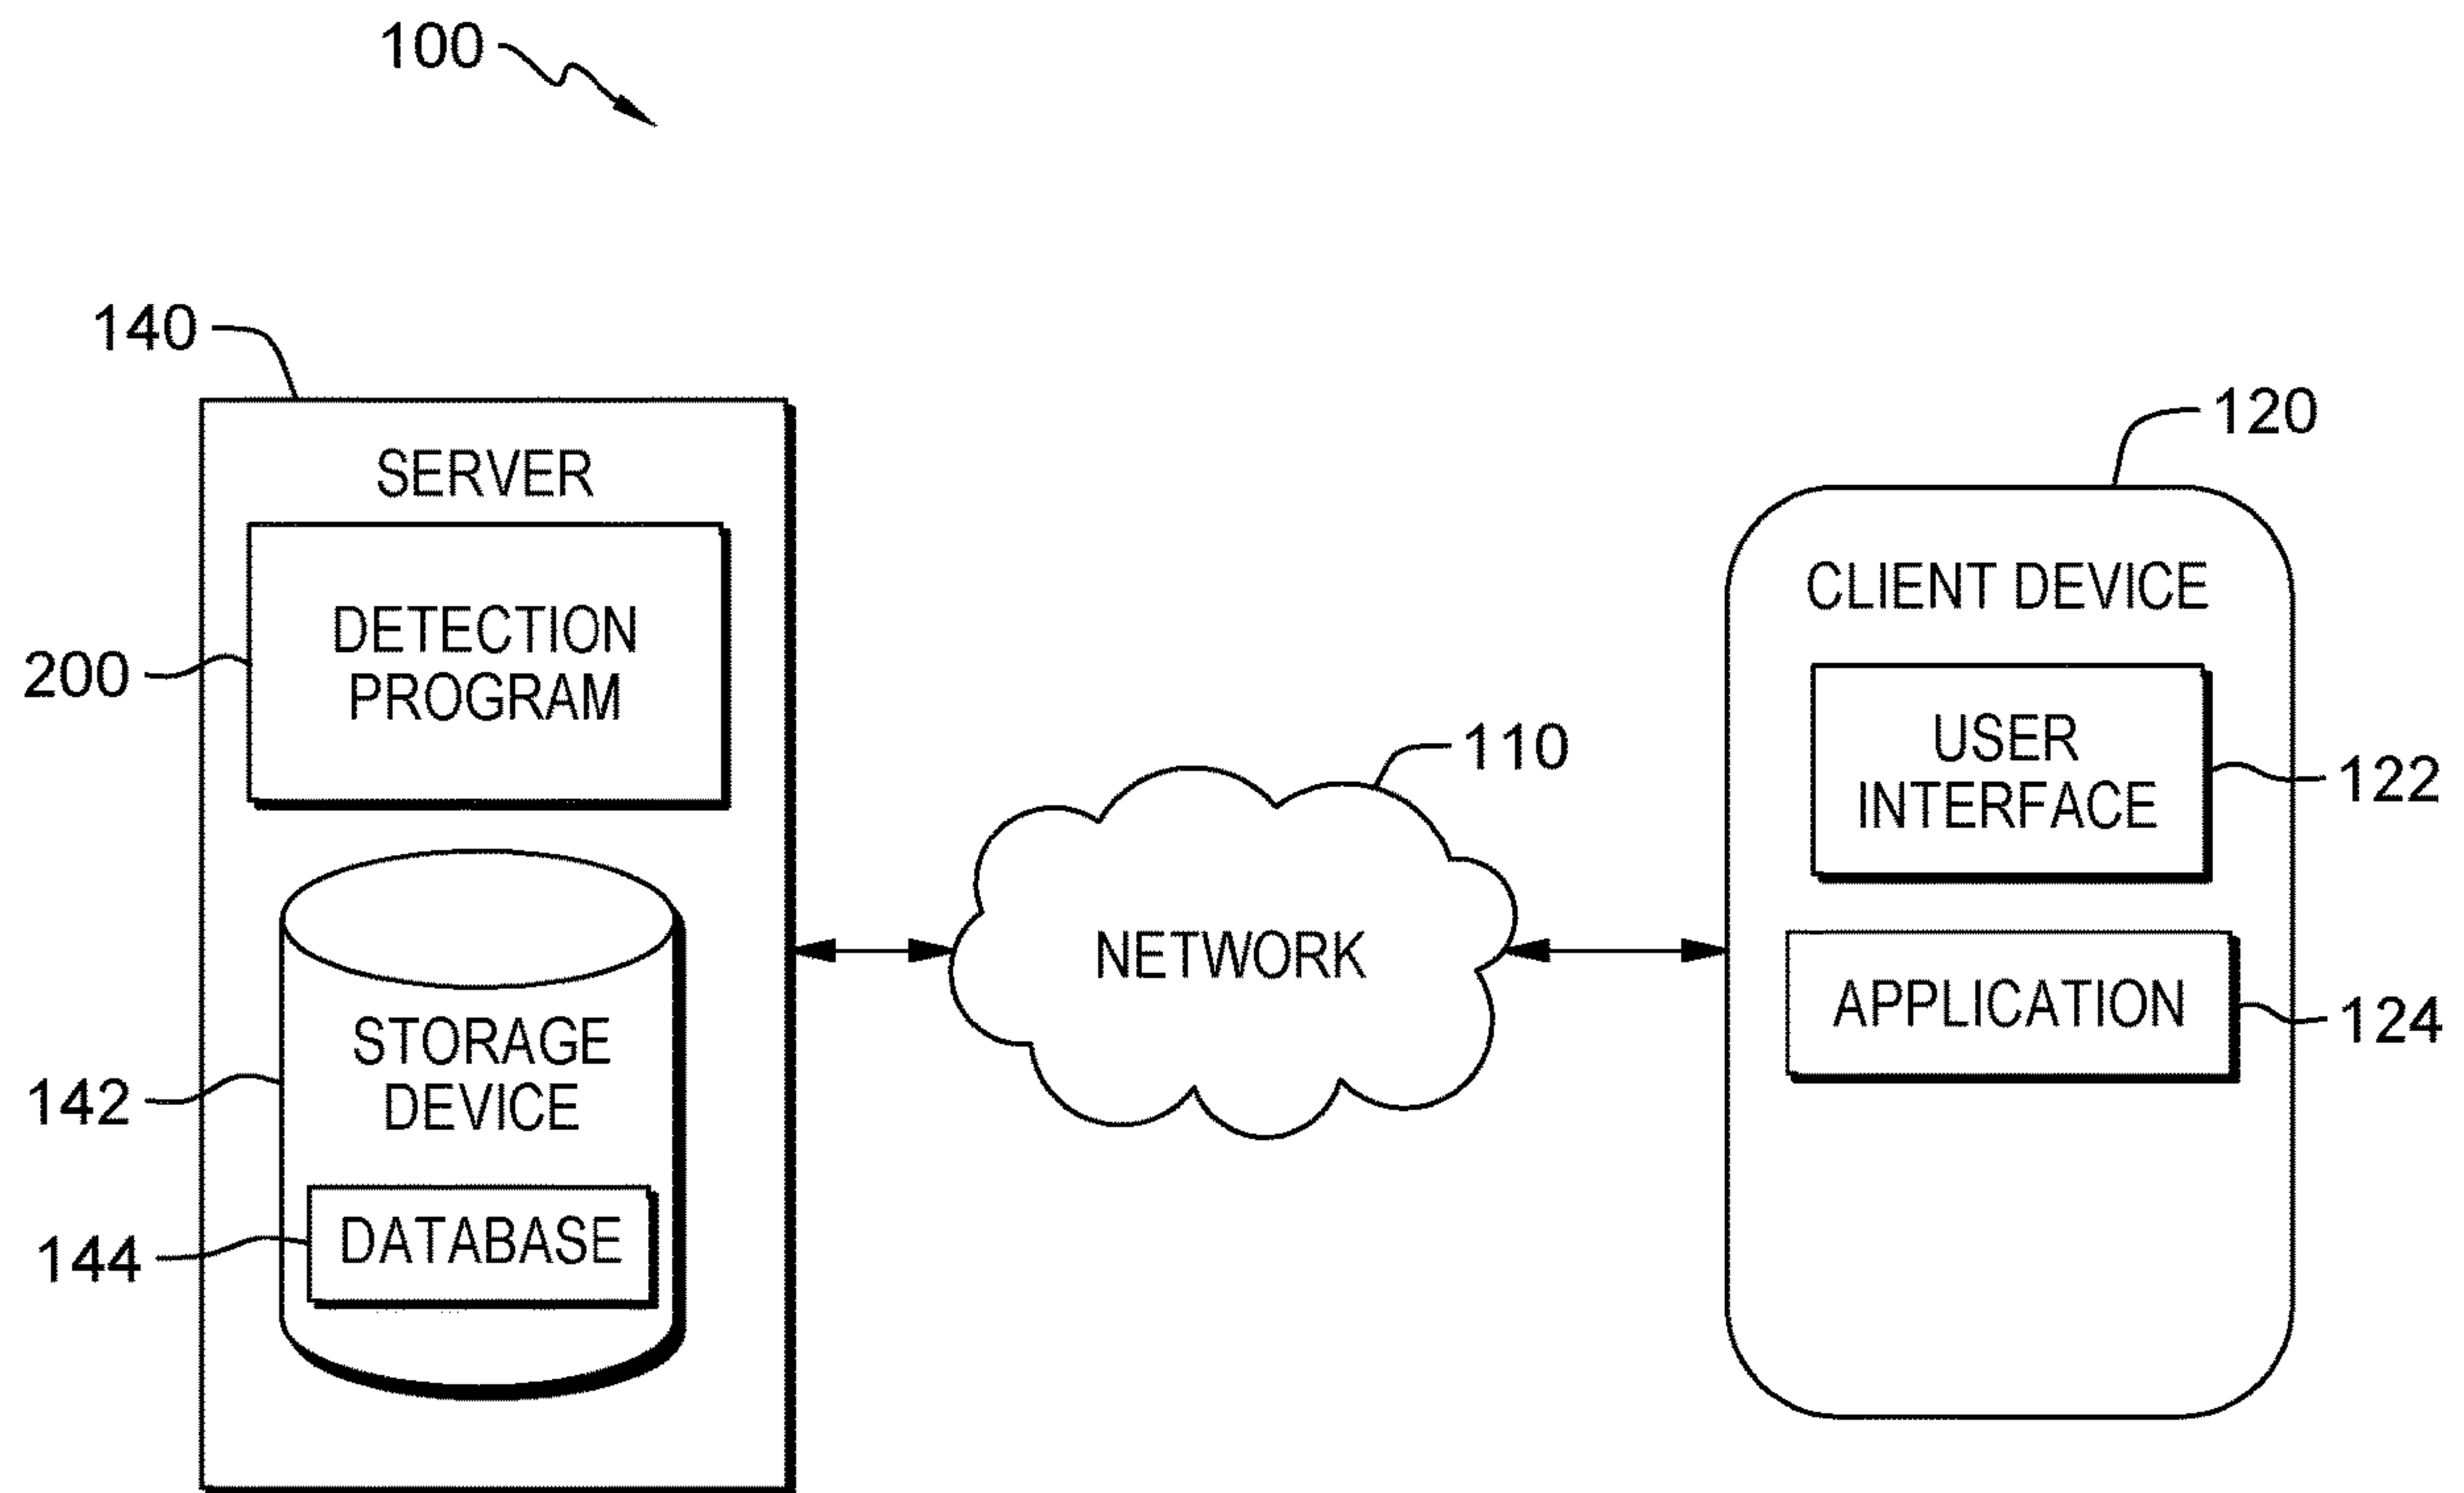 100
140
SERVER
DETECTION
PROGRAM
200
STORAGE
DEVICE
142
DATABASE
144
110
NETWORK
120
CLIENT DEVICE
USER
INTERFACE
122
APPLICATION
124